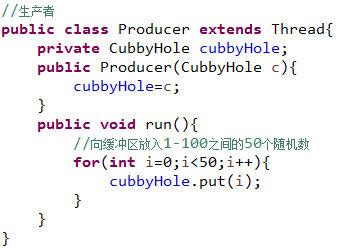 //生产者
public class Producer extends Thread{
private CubbyHole cubbyHole;
public Producer(CubbyHole c){
cubbyHole=c;
}
public void run(){
//向缓冲区放入1-100之间的50个随机数
for(int i=0;i<50;i++){
cubbyHole.put(i);
}
}
}